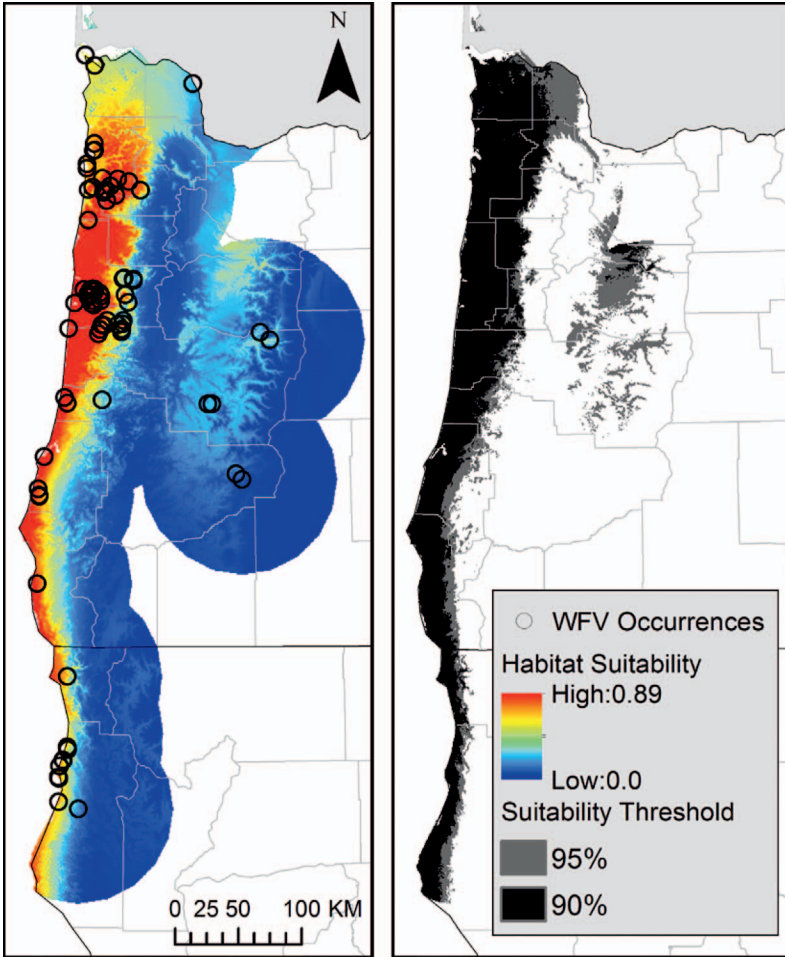 N
0 25 50 100 KM
WFV Occurrences
Habitat Suitability
High:0.89
Low:0.0
Suitability Threshold
95%
90%